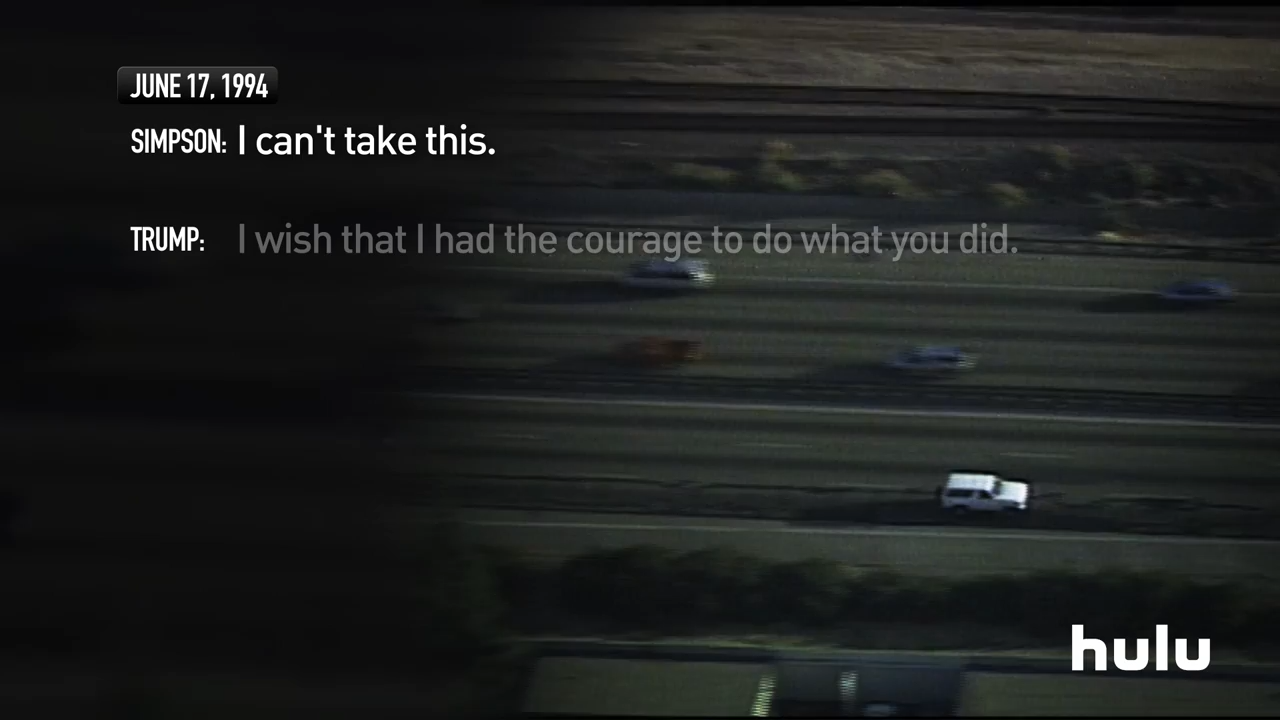 JUNE 17, 1994
SIMPSON: I can't take this.
TRUMP: I wish that I had the courage to do what you did.
hulu